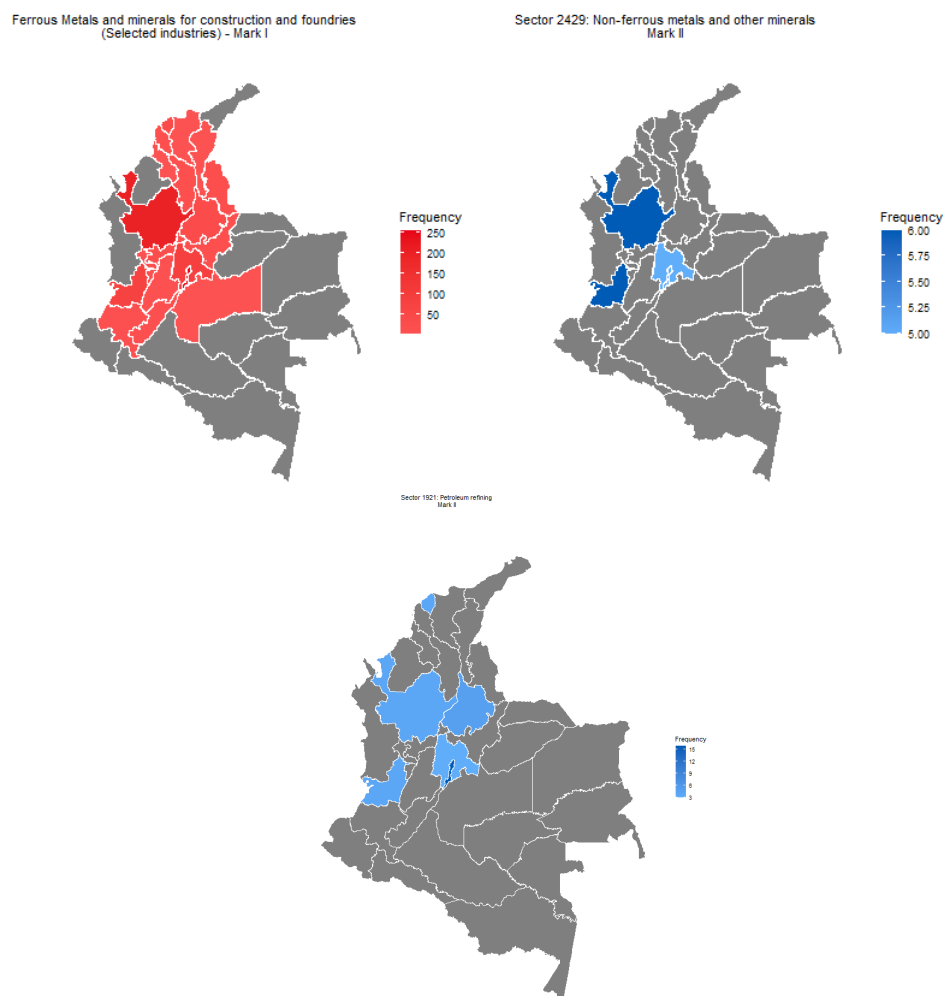 Ferrous Metals and minerals for construction and foundries
(Selected industries) - Mark I
Frequency
250
200
150
100
50
Sector 2429: Non-ferrous metals and other minerals
Mark II
Frequency
6.00
5.75
5.50
5.25
5.00
Sector 1921: Petroleum refining
Mark II
Frequency
15
12
9
6
3